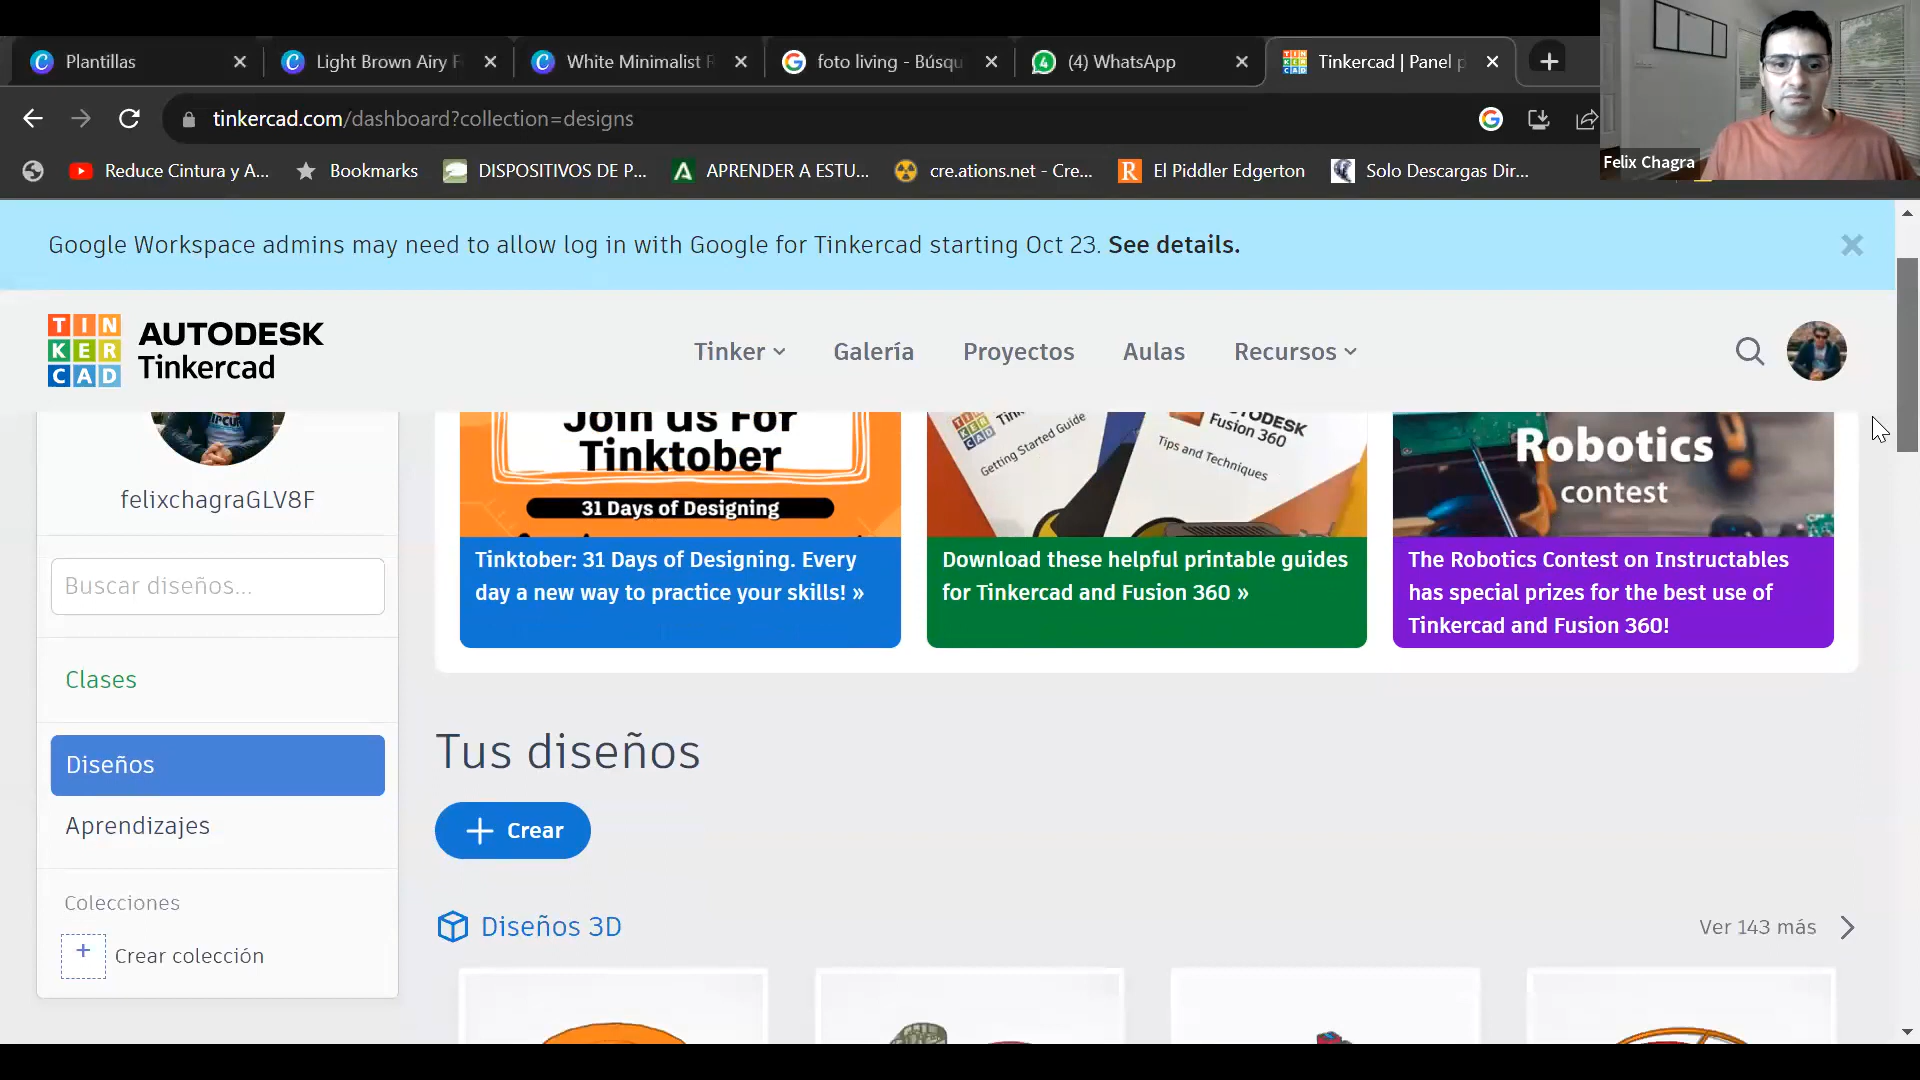 Plantillas
Light Brown Airy F
White Minimalist R
foto living - Búsqu
(4) WhatsApp
Tinkercad | Panel p
tinkercad.com/dashboard?collection=designs
Reduce Cintura y A...
Bookmarks
DISPOSITIVOS DE P...
APRENDER A ESTU...
cre.ations.net - Cre...
El Piddler Edgerton
Solo Descargas Dir...
Felix Chagra
Google Workspace admins may need to allow log in with Google for Tinkercad starting Oct 23. See details.
TIN
KER
CAD
AUTODESK
Tinkercad
Tinker
Galería
Proyectos
Aulas
Recursos
felixchagraGLV8F
Buscar diseños...
Clases
Diseños
Aprendizajes
Colecciones
+ Crear colección
Join Us For
Tinktober
31 Days of Designing
Tinktober: 31 Days of Designing. Every
day a new way to practice your skills! »
Getting Started Guide
AUTODESK
Fusion 360
Tips and Techniques
Download these helpful printable guides
for Tinkercad and Fusion 360 »
Robotics
contest
The Robotics Contest on Instructables
has special prizes for the best use of
Tinkercad and Fusion 360!
Tus diseños
+ Crear
Diseños 3D
Ver 143 más